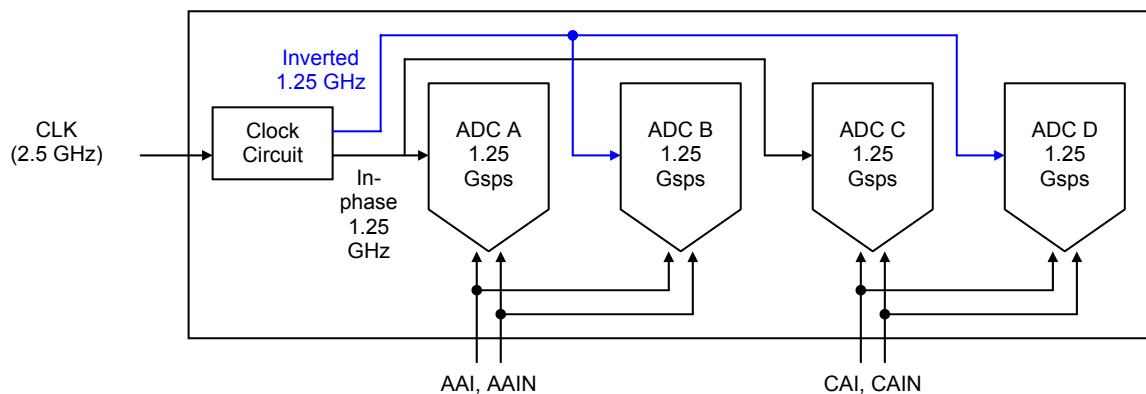 Inverted
1.25 GHz
CLK
(2.5 GHz)
Clock
Circuit
In-
phase
1.25
GHz
ADC A
1.25
Gsps
ADC B
1.25
Gsps
ADC C
1.25
Gsps
ADC D
1.25
Gsps
AAI, AAIN
CAI, CAIN